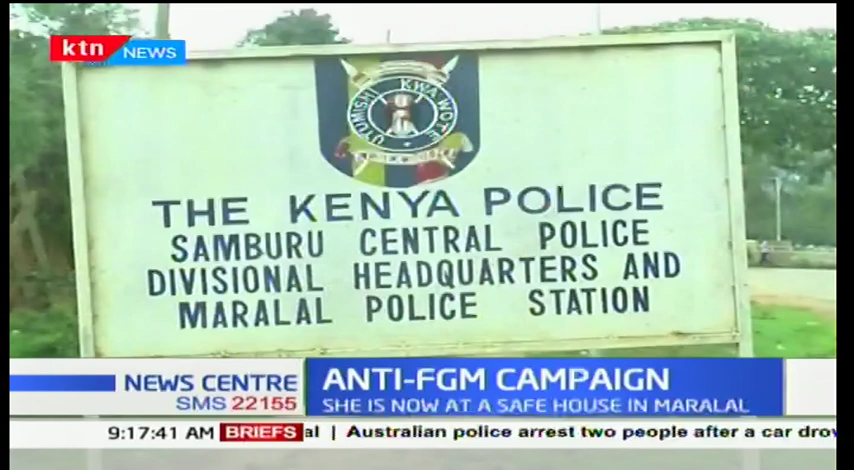 ktn NEWS
UTUMISHI KWA WOTE
THE KENYA POLICE
SAMBURU CENTRAL POLICE
DIVISIONAL HEADQUARTERS AND
MARALAL POLICE STATION
NEWS CENTRE
SMS 22155
ANTI-FGM CAMPAIGN
SHE IS NOW AT A SAFE HOUSE IN MARALAL
9:17:41 AM BRIEFS al | Australian police arrest two people after a car drov